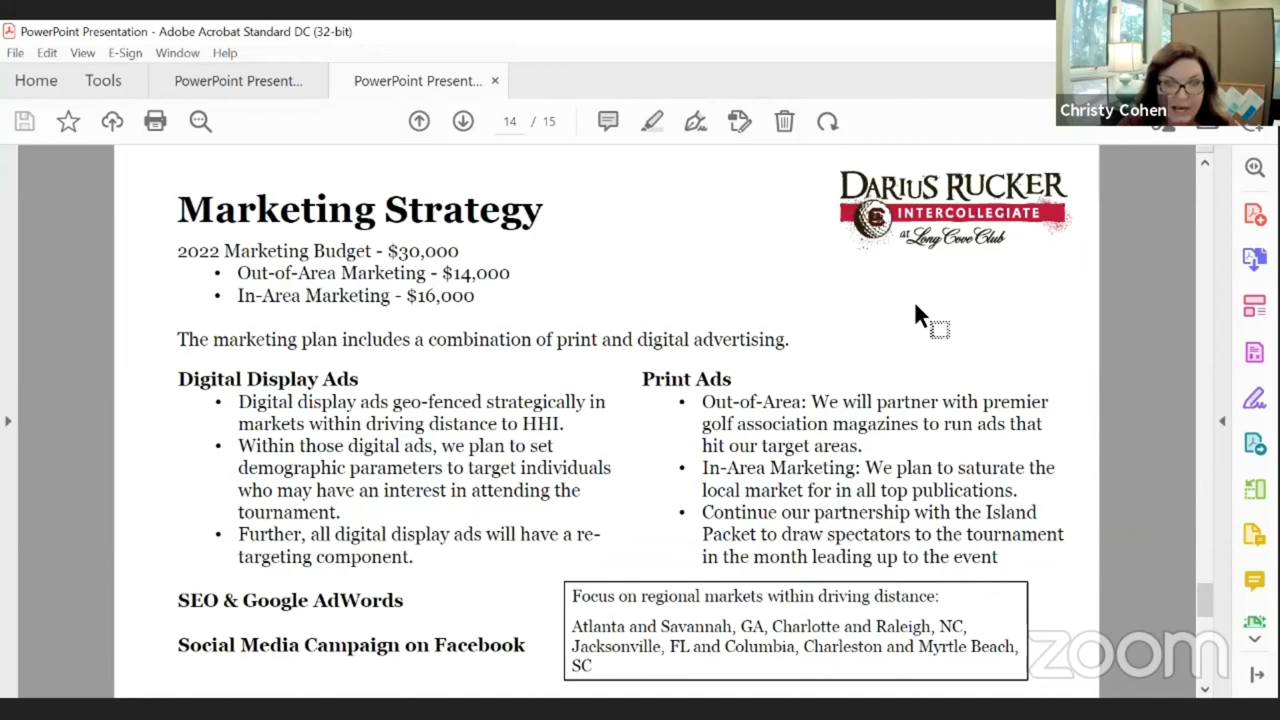 PowerPoint Presentation - Adobe Acrobat Standard DC (32-bit)
File Edit View E-Sign Window Help
Home Tools PowerPoint Present... PowerPoint Present... ×
14 / 15
Christy Cohen
DARIUS RUCKER
INTERCOLLEGIATE
at Long Cove Club
Marketing Strategy
2022 Marketing Budget - $30,000
• Out-of-Area Marketing - $14,000
• In-Area Marketing - $16,000
The marketing plan includes a combination of print and digital advertising.
Digital Display Ads
• Digital display ads geo-fenced strategically in
markets within driving distance to HHI.
• Within those digital ads, we plan to set
demographic parameters to target individuals
who may have an interest in attending the
tournament.
• Further, all digital display ads will have a re-
targeting component.
Print Ads
• Out-of-Area: We will partner with premier
golf association magazines to run ads that
hit our target areas.
• In-Area Marketing: We plan to saturate the
local market for in all top publications.
• Continue our partnership with the Island
Packet to draw spectators to the tournament
in the month leading up to the event
SEO & Google AdWords
Social Media Campaign on Facebook
Focus on regional markets within driving distance:
Atlanta and Savannah, GA, Charlotte and Raleigh, NC,
Jacksonville, FL and Columbia, Charleston and Myrtle Beach,
SC
zoom